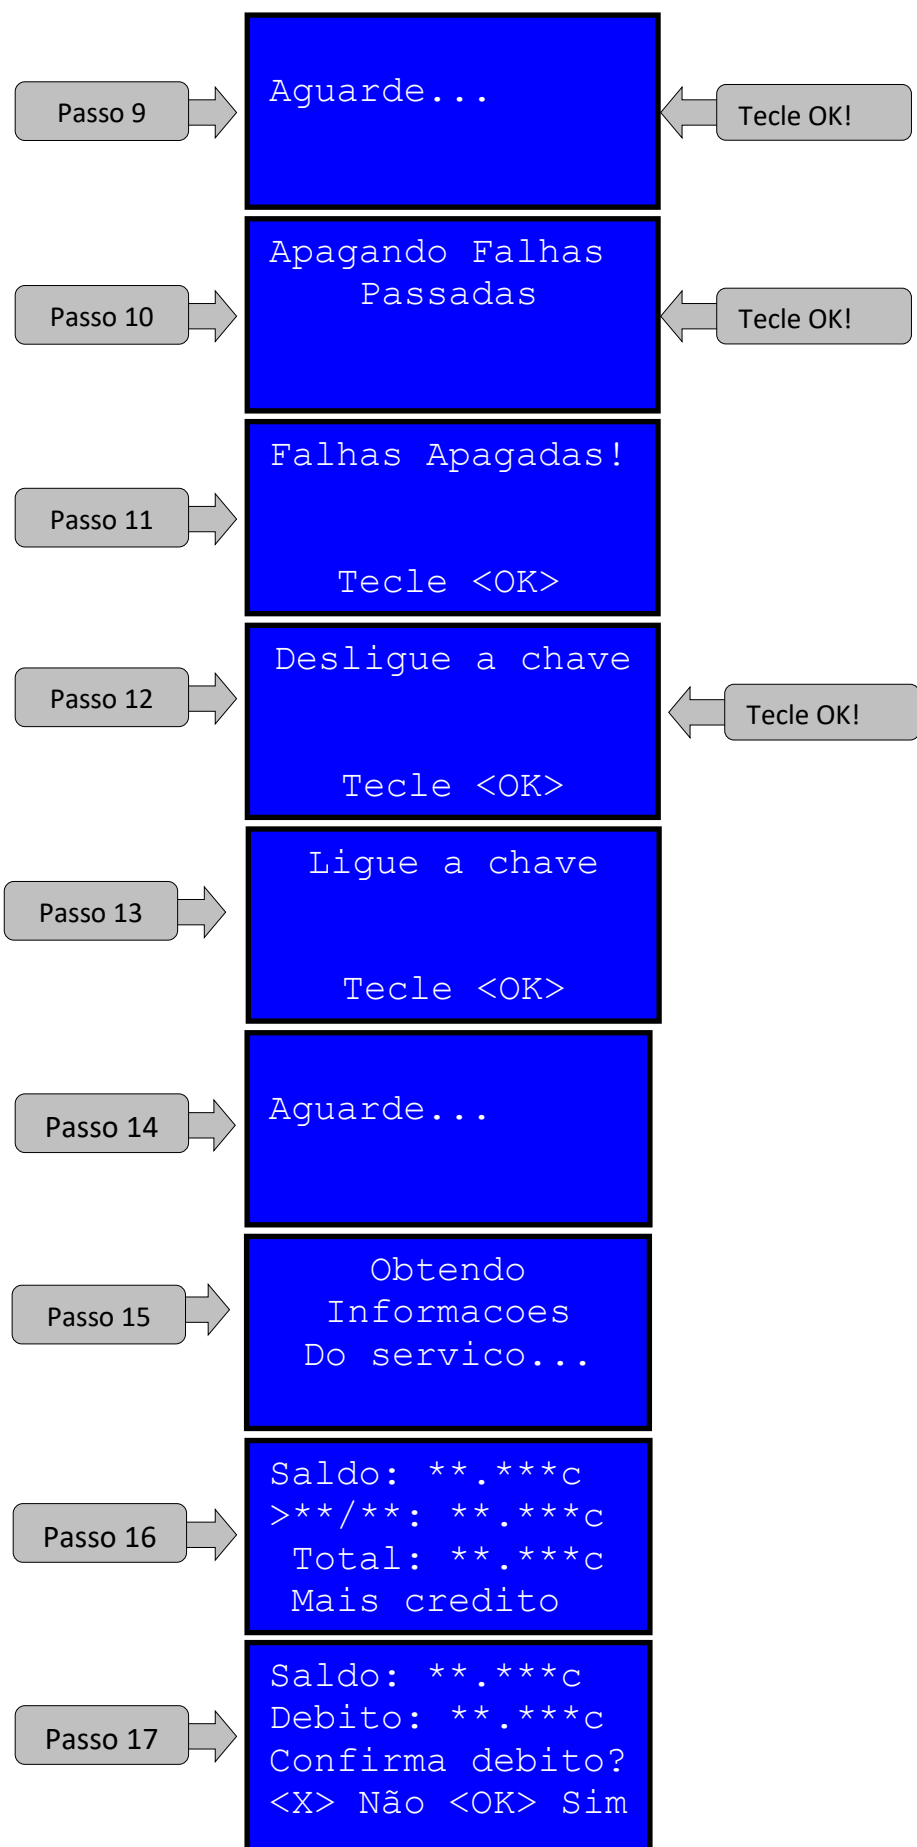 Passo 9
Aguarde...
Tecle OK!
Passo 10
Apagando Falhas
Passadas
Tecle OK!
Passo 11
Falhas Apagadas!
Tecle <OK>
Passo 12
Desligue a chave
Tecle <OK>
Tecle OK!
Passo 13
Ligue a chave
Tecle <OK>
Passo 14
Aguarde...
Passo 15
Obtendo
Informacoes
Do servico...
Passo 16
Saldo: **.***c
>**/**: **.***c
Total: **.***c
Mais credito
Passo 17
Saldo: **.***c
Debito: **.***c
Confirma debito?
<X> Não <OK> Sim